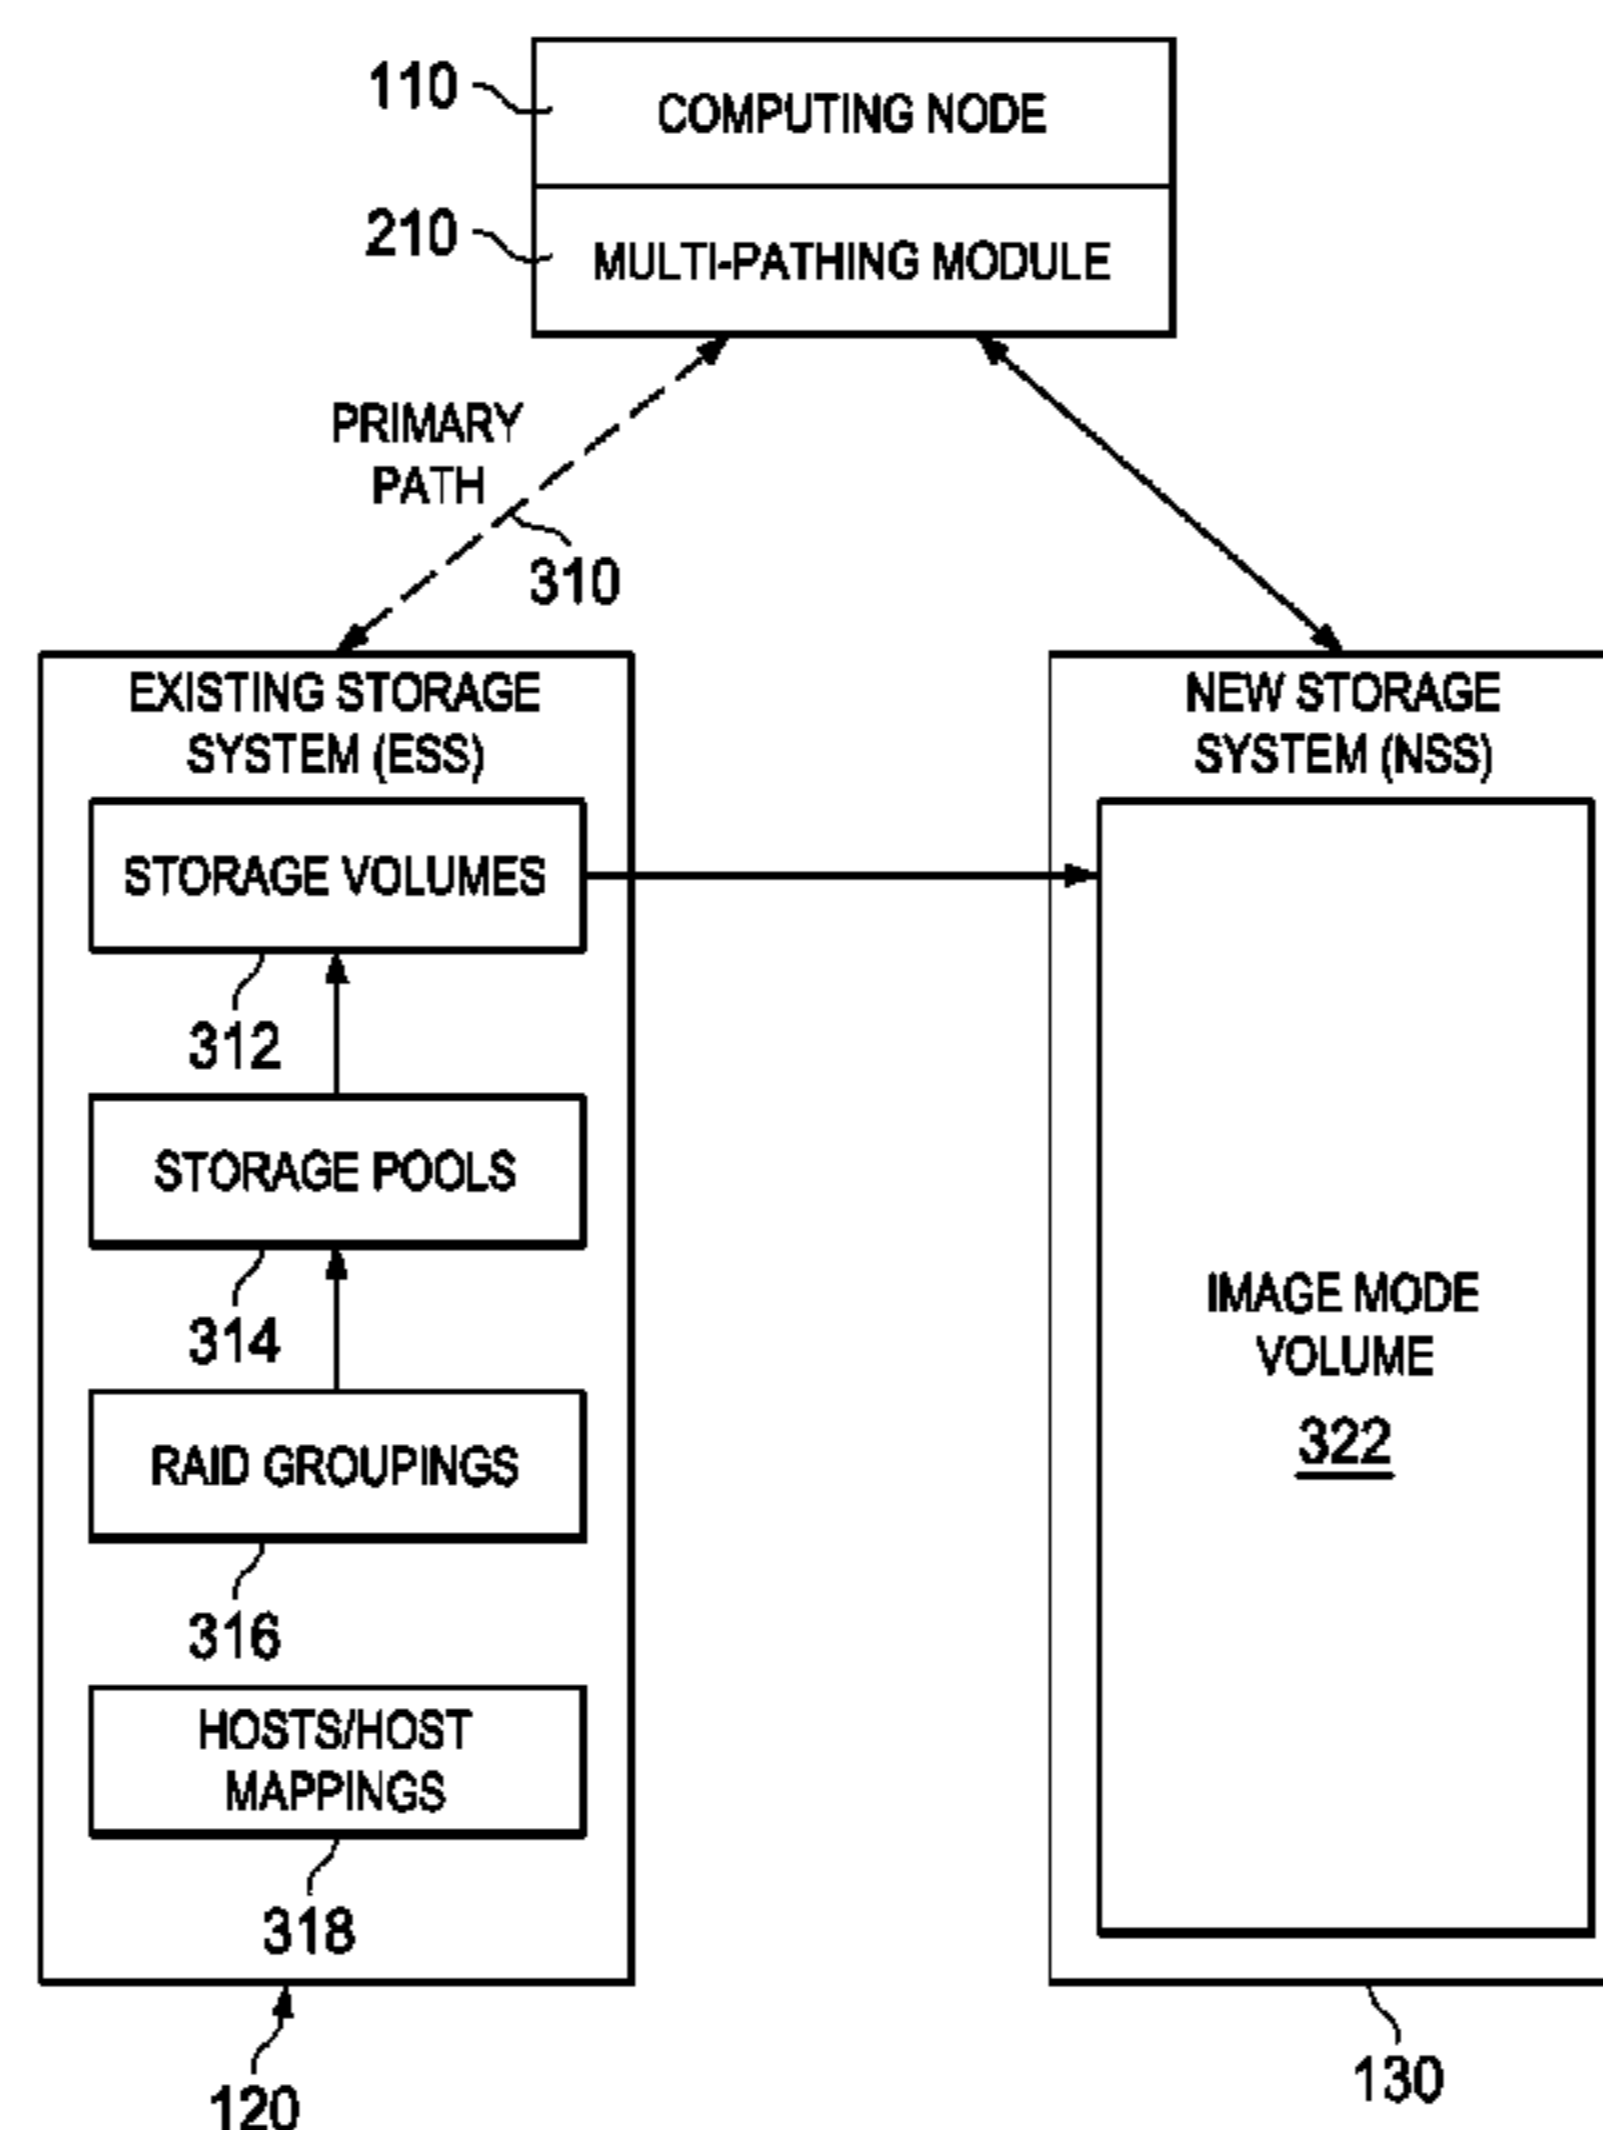 110
COMPUTING NODE
210
MULTI-PATHING MODULE
PRIMARY
PATH
310
EXISTING STORAGE
SYSTEM (ESS)
STORAGE VOLUMES
312
STORAGE POOLS
314
RAID GROUPINGS
316
HOSTS/HOST
MAPPINGS
318
120
NEW STORAGE
SYSTEM (NSS)
IMAGE MODE
VOLUME
322
130